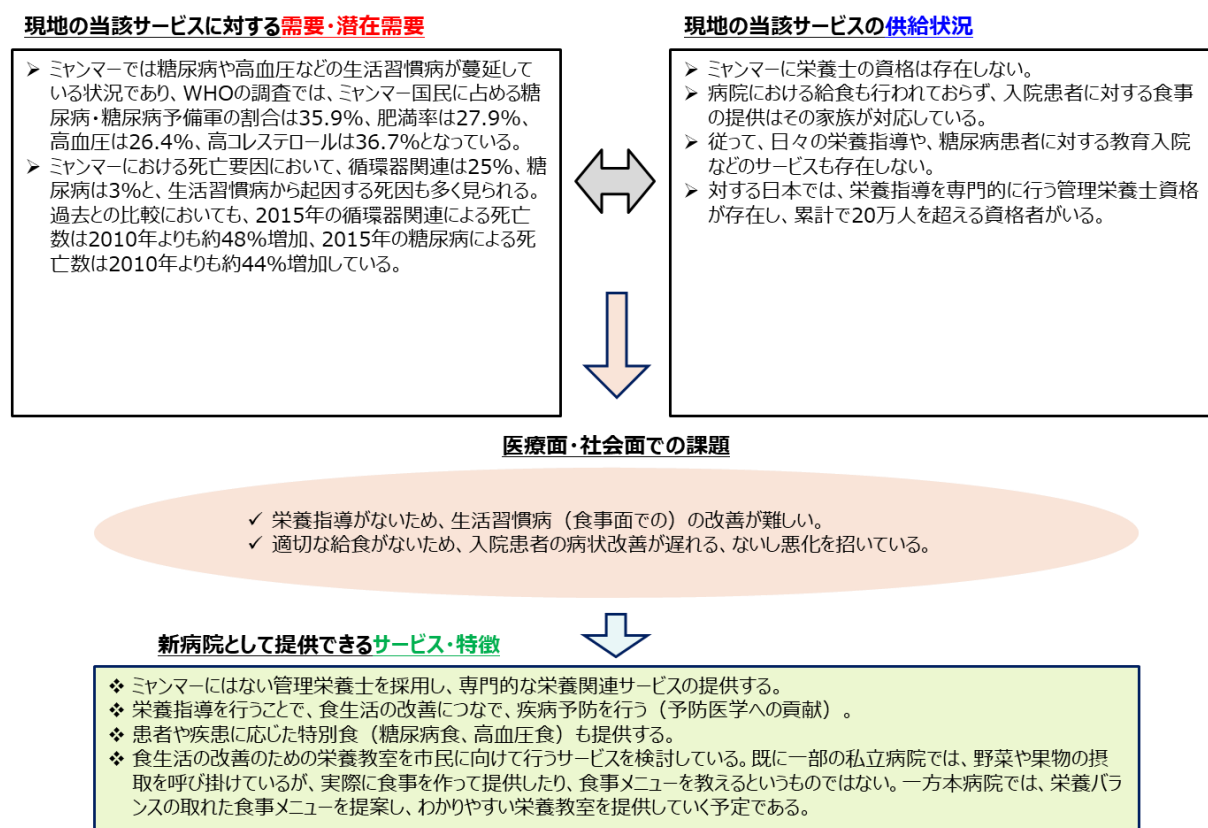 現地の当該サービスに対する需要・潜在需要
➢ ミャンマーでは糖尿病や高血圧などの生活習慣病が蔓延して
いる状況であり、WHOの調査では、ミャンマー国民に占める糖
尿病・糖尿病予備軍の割合は35.9%、肥満率は27.9%、
高血圧は26.4%、高コレステロールは36.7%となっている。
➢ ミャンマーにおける死亡要因において、循環器関連は25%、糖
尿病は3%と、生活習慣病から起因する死因も多く見られる。
過去との比較においても、2015年の循環器関連による死亡
数は2010年よりも約48%増加、2015年の糖尿病による死
亡数は2010年よりも約44%増加している。
現地の当該サービスの供給状況
➢ ミャンマーに栄養士の資格は存在しない。
➢ 病院における給食も行われておらず、入院患者に対する食事
の提供はその家族が対応している。
➢ 従って、日々の栄養指導や、糖尿病患者に対する教育入院
などのサービスも存在しない。
➢ 対する日本では、栄養指導を専門的に行う管理栄養士資格
が存在し、累計で20万人を超える資格者がいる。
医療面・社会面での課題
✓ 栄養指導がないため、生活習慣病（食事面での）の改善が難しい。
✓ 適切な給食がないため、入院患者の病状改善が遅れる、ないし悪化を招いている。
新病院として提供できるサービス・特徴
❖ ミャンマーにはない管理栄養士を採用し、専門的な栄養関連サービスの提供する。
❖ 栄養指導を行うことで、食生活の改善につなで、疾病予防を行う（予防医学への貢献）。
❖ 患者や疾患に応じた特別食（糖尿病食、高血圧食）も提供する。
❖ 食生活の改善のための栄養教室を市民に向けて行うサービスを検討している。既に一部の私立病院では、野菜や果物の摂
取を呼び掛けているが、実際に食事を作って提供したり、食事メニューを教えるというものではない。一方本病院では、栄養バラ
ンスの取れた食事メニューを提案し、わかりやすい栄養教室を提供していく予定である。